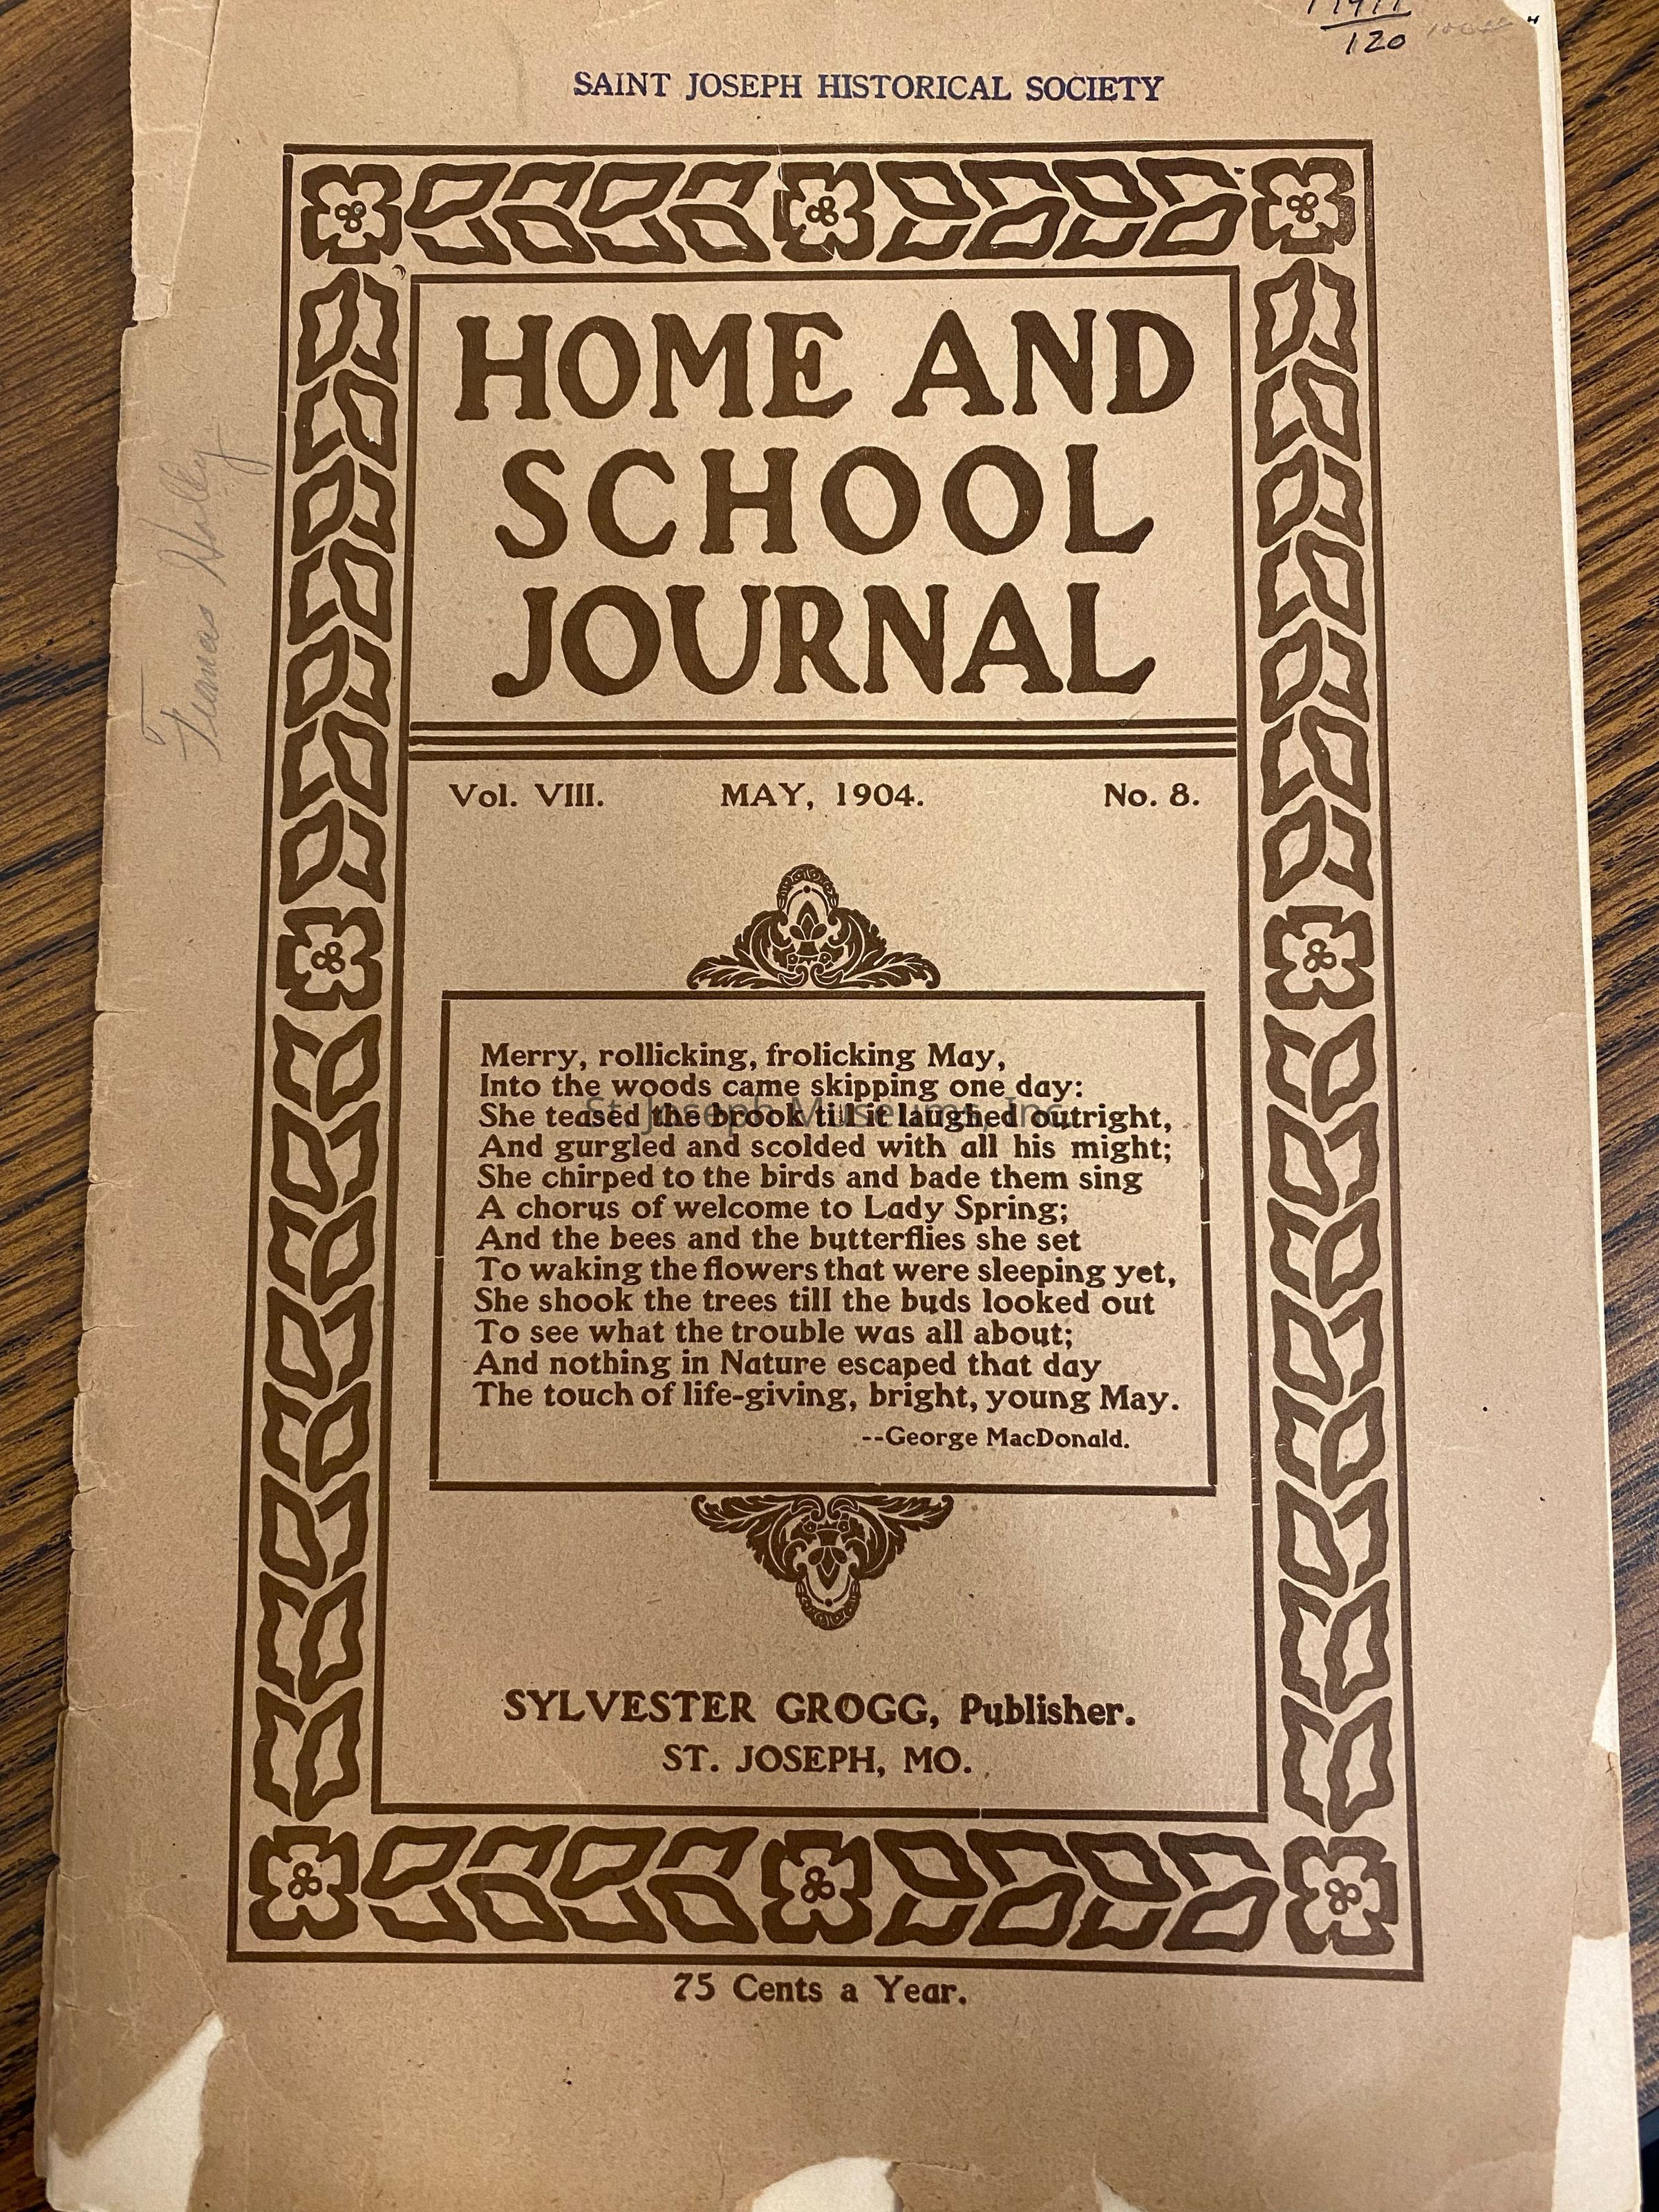 120
SAINT JOSEPH HISTORICAL SOCIETY
HOME AND
SCHOOL
JOURNAL
Vol. VIII. MAY, 1904. No. 8.
Merry, rollicking, frolicking May,
Into the woods came skipping one day:
She teased the brook till it laughed outright,
St. Joseph Museums, Inc.
And gurgled and scolded with all his might;
She chirped to the birds and bade them sing
A chorus of welcome to Lady Spring;
And the bees and the butterflies she set
To waking the flowers that were sleeping yet,
She shook the trees till the buds looked out
To see what the trouble was all about;
And nothing in Nature escaped that day
The touch of life-giving, bright, young May.
--George MacDonald.
SYLVESTER GROGG, Publisher.
ST. JOSEPH, MO.
75 Cents a Year.